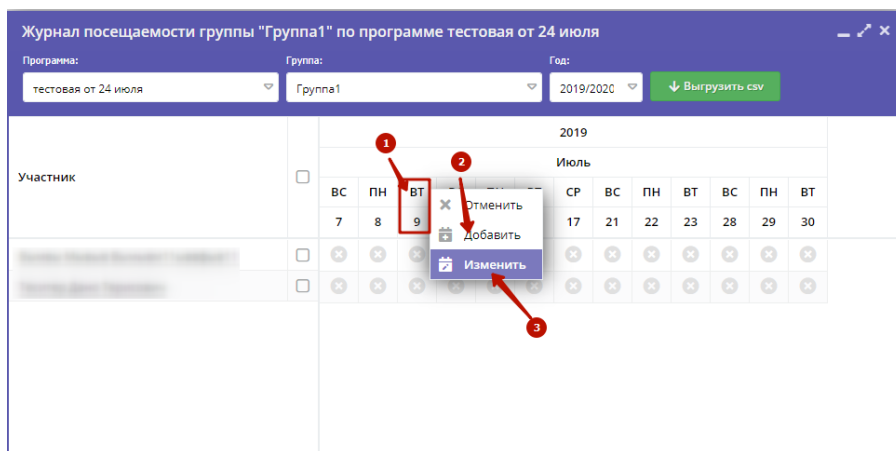 Журнал посещаемости группы "Группа1" по программе тестовая от 24 июля
Программа: Группа: Год:
тестовая от 24 июля Группа1 2019/2020 Выгрузить csv
2019
1
2
Июль
Участник
ВС ПН ВТ СР ВС ПН ВТ ВС ПН ВТ
Отменить
7 8 9 17 21 22 23 28 29 30
Добавить
Изменить
3